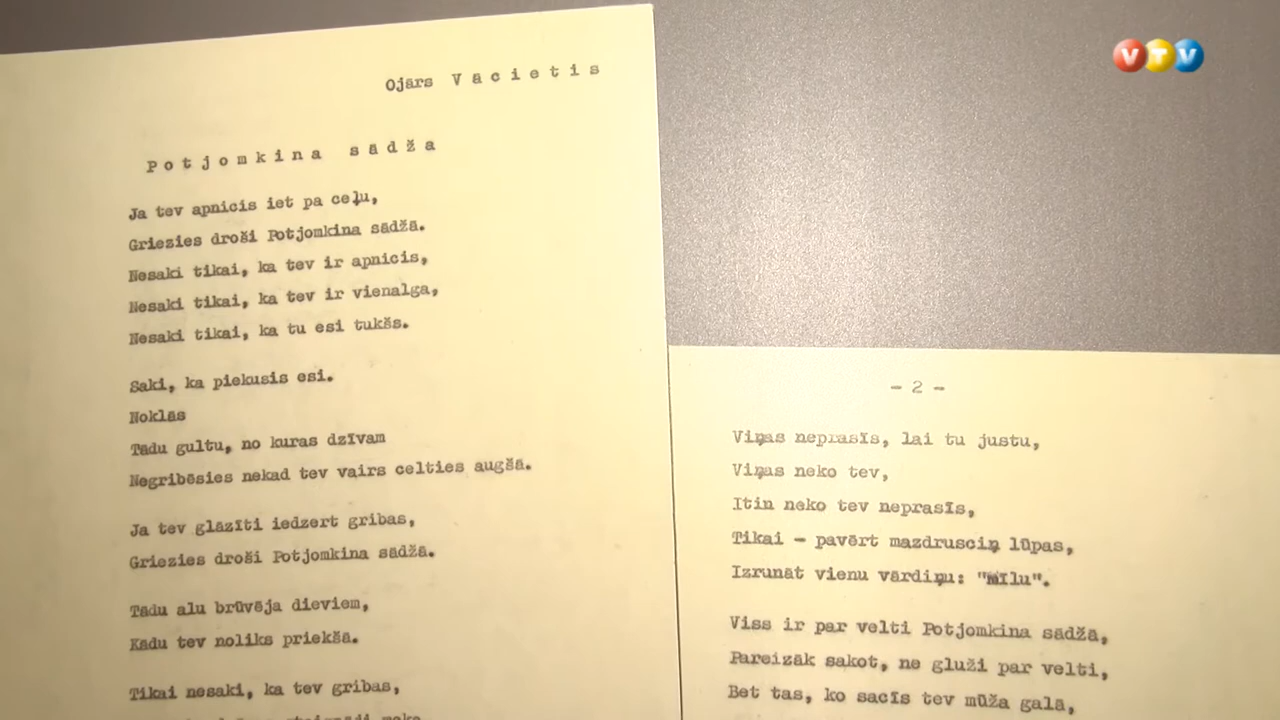 Ojārs Vācietis
Potjomkina sādža
Ja tev apnicis iet pa ceļu,
Griezies droši Potjomkina sādžā.
Nesaki tikai, ka tev ir apnicis,
Nesaki tikai, ka tev ir vienalga,
Nesaki tikai, ka tu esi tukšs.
Saki, ka piekusis esi.
Noklās
Tādu gultu, no kuras dzīvam
Negribēsies nekad tev vairs celties augšā.
Ja tev glāzīti iedzert gribas,
Griezies droši Potjomkina sādžā.
Tādu alu brūvēja dieviem,
Kādu tev noliks priekšā.
Tikai nesaki, ka tev gribas,
- 2 -
Viņas neprasīs, lai tu justu,
Viņas neko tev,
Itin neko tev neprasīs,
Tikai - pavērt mazdrusciņ lūpas,
Izrunāt vienu vārdiņu: "mīlu".
Viss ir par velti Potjomkina sādžā,
Pareizāk sakot, ne gluži par velti,
Bet tas, ko sacīs tev mūža galā,
VTV